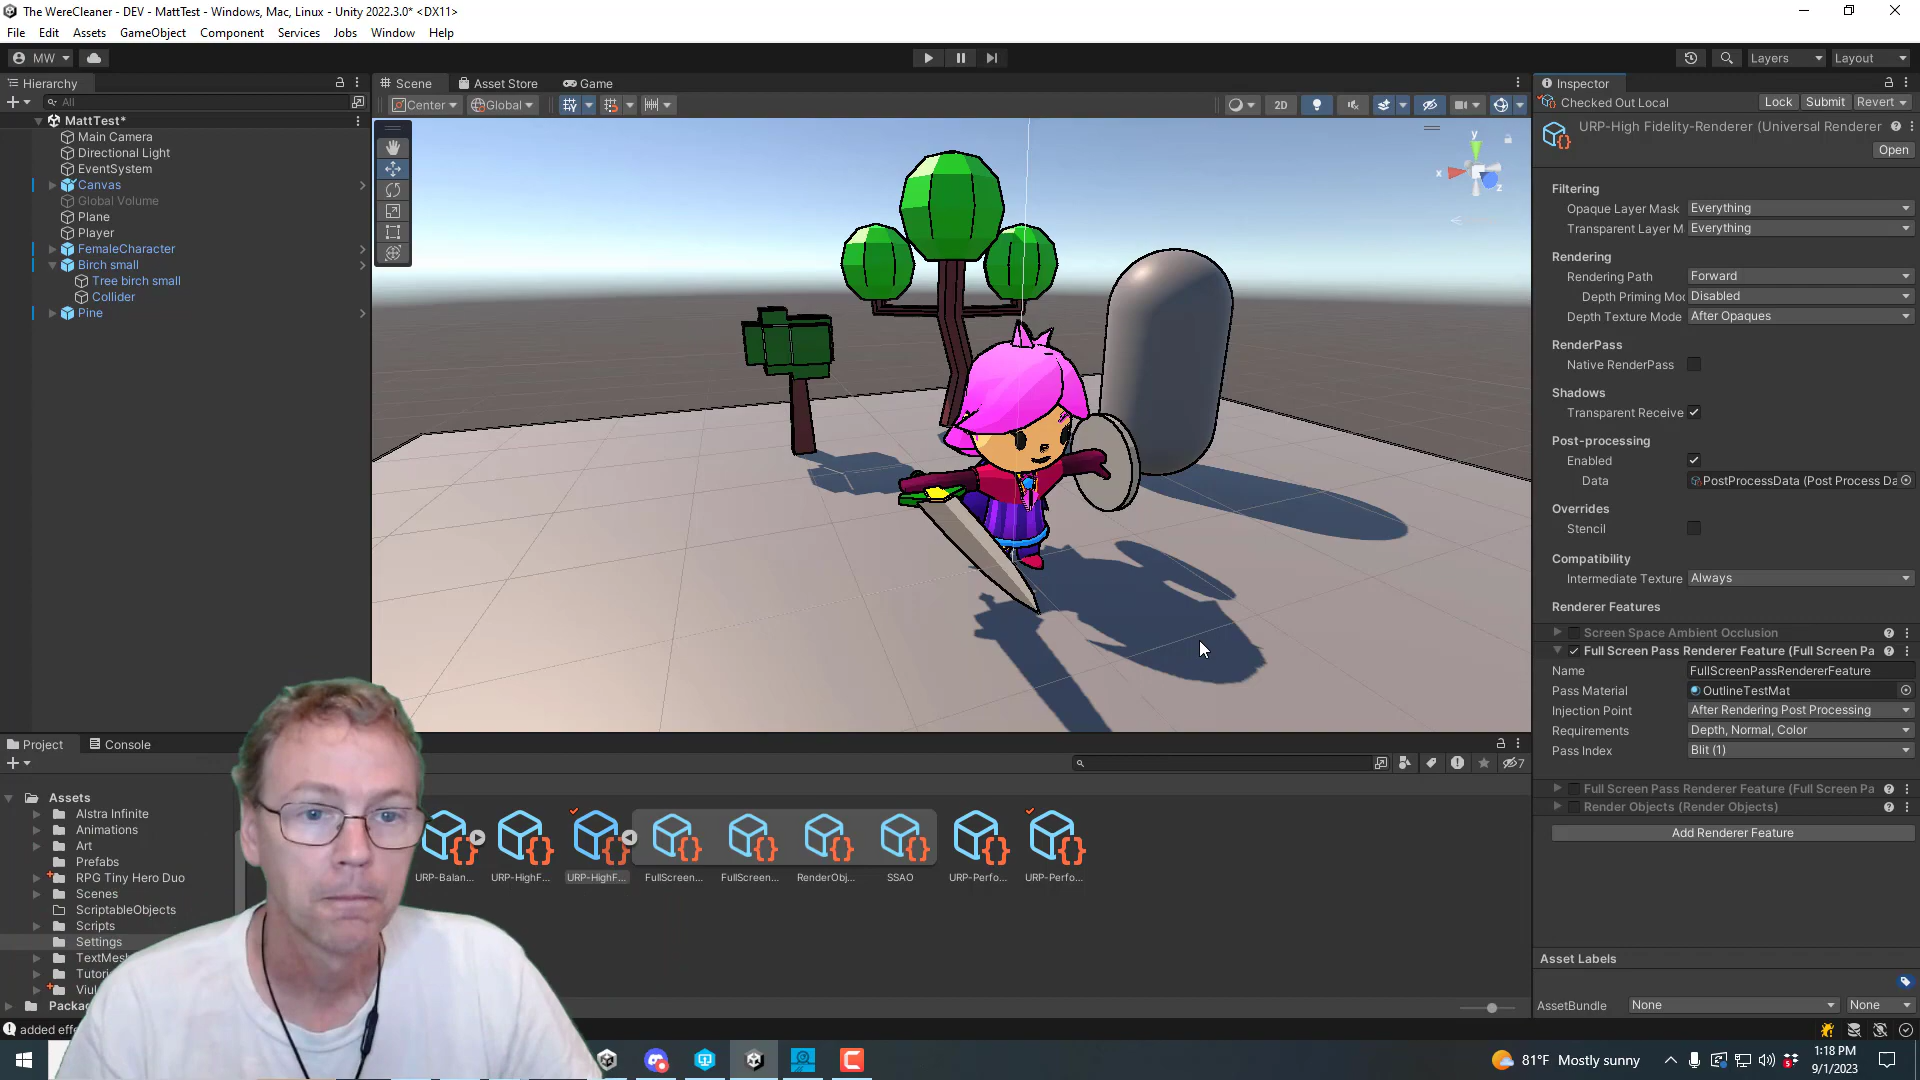 The WereCleaner - DEV - MattTest - Windows, Mac, Linux - Unity 2022.3.0* <DX11>
File Edit Assets GameObject Component Services Jobs Window Help
MW Layers Layout
Hierarchy Scene Asset Store Game Inspector
All Center Global 2D Checked Out Local Lock Submit Revert
MattTest*
Main Camera
Directional Light
EventSystem
Canvas
Global Volume
Plane
Player
FemaleCharacter
Birch small
Tree birch small
Collider
Pine
y
x
z
URP-High Fidelity-Renderer (Universal Renderer
Open
Filtering
Opaque Layer Mask Everything
Transparent Layer M Everything
Rendering
Rendering Path Forward
Depth Priming Moc Disabled
Depth Texture Mode After Opaques
RenderPass
Native RenderPass
Shadows
Transparent Receive
Post-processing
Enabled
Data PostProcessData (Post Process Da
Overrides
Stencil
Compatibility
Intermediate Texture Always
Renderer Features
Screen Space Ambient Occlusion
Full Screen Pass Renderer Feature (Full Screen Pa
Name FullScreenPassRendererFeature
Pass Material OutlineTestMat
Injection Point After Rendering Post Processing
Requirements Depth, Normal, Color
Pass Index Blit (1)
Full Screen Pass Renderer Feature (Full Screen Pa
Render Objects (Render Objects)
Add Renderer Feature
Asset Labels
AssetBundle None None
Project Console
7
Assets
Alstra Infinite
Animations
Art
Prefabs
RPG Tiny Hero Duo
Scenes
ScriptableObjects
Scripts
Settings
TextMesh
Tutori
Viul
Packa
URP-Balan... URP-HighF... URP-HighF... FullScreen... FullScreen... RenderObj... SSAO URP-Perfo... URP-Perfo...
added effe
81°F Mostly sunny
1:18 PM
9/1/2023